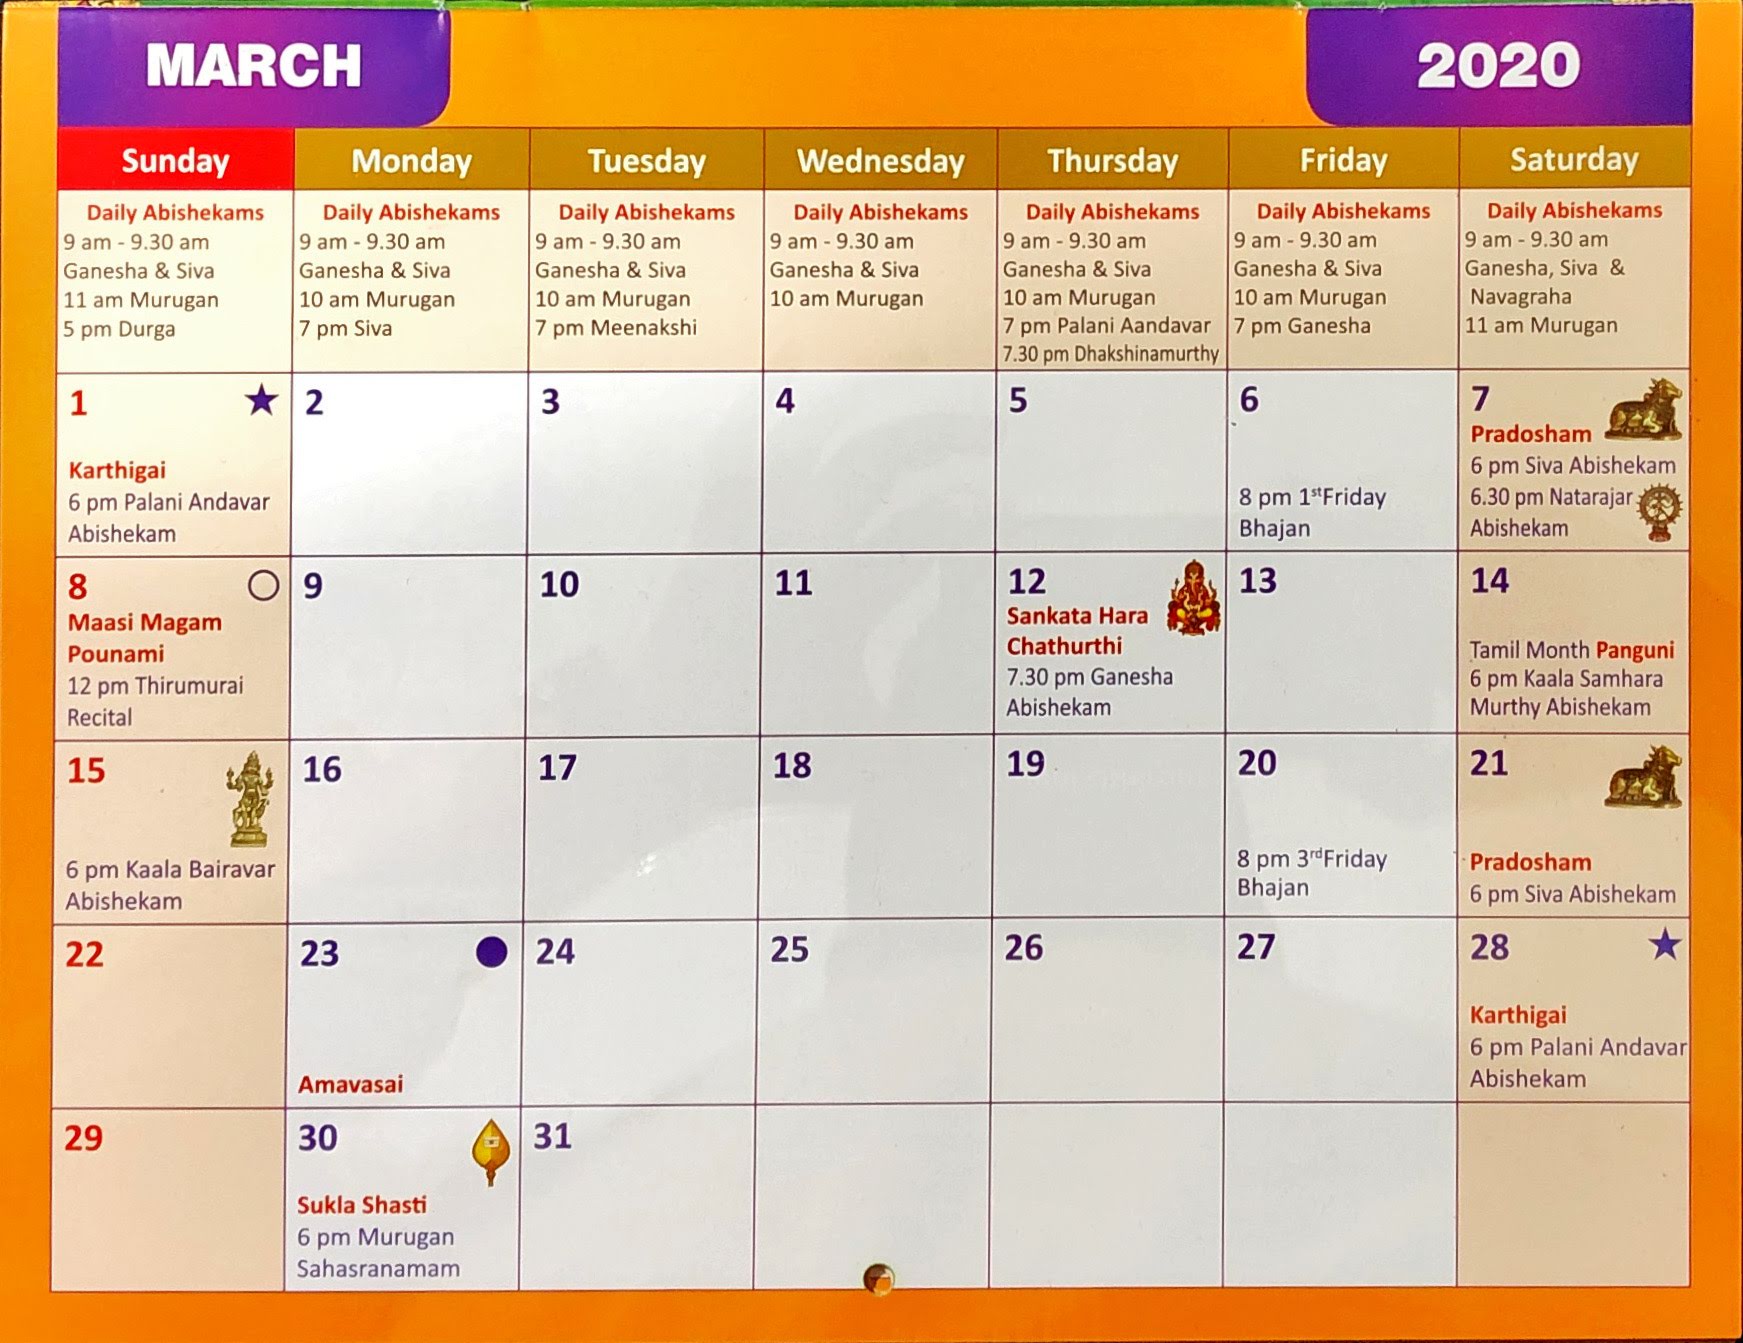 MARCH
2020
Sunday
Monday
Tuesday
Wednesday
Thursday
Friday
Saturday
Daily Abishekams
9 am - 9.30 am
Ganesha & Siva
11 am Murugan
5 pm Durga
Daily Abishekams
9 am - 9.30 am
Ganesha & Siva
10 am Murugan
7 pm Siva
Daily Abishekams
9 am - 9.30 am
Ganesha & Siva
10 am Murugan
7 pm Meenakshi
Daily Abishekams
9 am - 9.30 am
Ganesha & Siva
10 am Murugan
Daily Abishekams
9 am - 9.30 am
Ganesha & Siva
10 am Murugan
7 pm Palani Aandavar
7.30 pm Dhakshinamurthy
Daily Abishekams
9 am - 9.30 am
Ganesha & Siva
10 am Murugan
7 pm Ganesha
Daily Abishekams
9 am - 9.30 am
Ganesha, Siva &
Navagraha
11 am Murugan
1
Karthigai
6 pm Palani Andavar
Abishekam
2
3
4
5
6
8 pm 1stFriday
Bhajan
7
Pradosham
6 pm Siva Abishekam
6.30 pm Natarajar
Abishekam
8
Maasi Magam
Pounami
12 pm Thirumurai
Recital
9
10
11
12
Sankata Hara
Chathurthi
7.30 pm Ganesha
Abishekam
13
14
Tamil Month Panguni
6 pm Kaala Samhara
Murthy Abishekam
15
6 pm Kaala Bairavar
Abishekam
16
17
18
19
20
8 pm 3rdFriday
Bhajan
21
Pradosham
6 pm Siva Abishekam
22
23
Amavasai
24
25
26
27
28
Karthigai
6 pm Palani Andavar
Abishekam
29
30
Sukla Shasti
6 pm Murugan
Sahasranamam
31